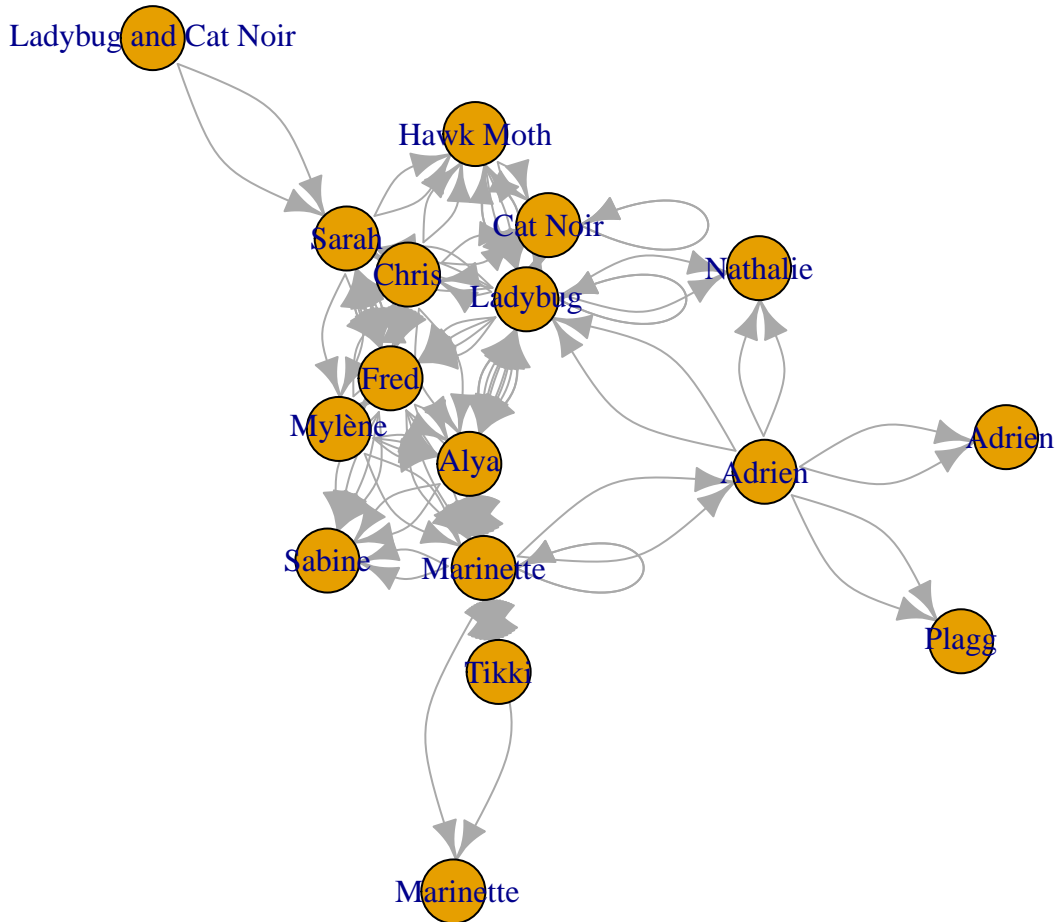 Ladybug and Cat Noir
Hawk Moth
Cat Noir
Sarah
Chris
Nathalie
Ladybug
Fred
Mylène
Adrien
Alya
Adrien
Sabine
Marinette
Plagg
Tikki
Marinette